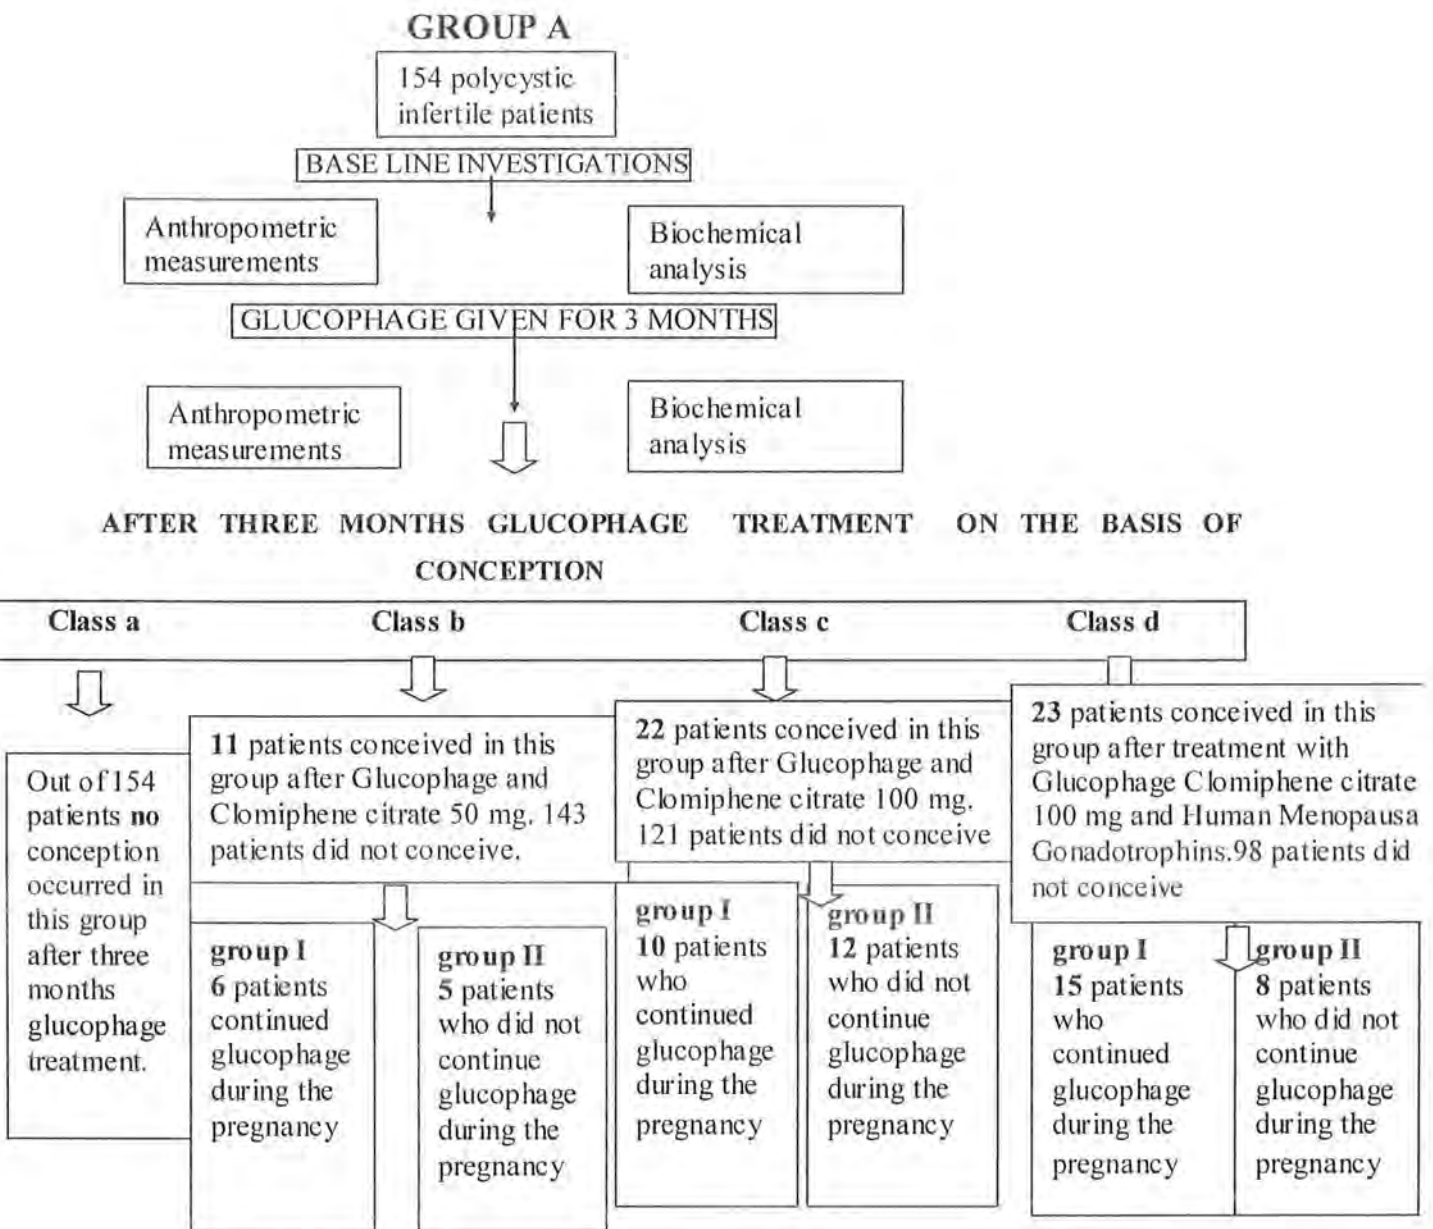 GROUP A
154 polycystic
infertile patients
BASE LINE INVESTIGATIONS
Anthropometric
measurements
Biochemical
analysis
GLUCOPHAGE GIVEN FOR 3 MONTHS
Anthropometric
measurements
Biochemical
analysis
AFTER THREE MONTHS GLUCOPHAGE TREATMENT ON THE BASIS OF
CONCEPTION
Class a
Class b
Class c
Class d
Out of 154
patients no
conception
occurred in
this group
after three
months
glucophage
treatment.
11 patients conceived in this
group after Glucophage and
Clomiphene citrate 50 mg. 143
patients did not conceive.
group I
6 patients
continued
glucophage
during the
pregnancy
group II
5 patients
who did not
continue
glucophage
during the
pregnancy
22 patients conceived in this
group after Glucophage and
Clomiphene citrate 100 mg.
121 patients did not conceive
group I
10 patients
who
continued
glucophage
during the
pregnancy
group II
12 patients
who did not
continue
glucophage
during the
pregnancy
23 patients conceived in this
group after treatment with
Glucophage Clomiphene citrate
100 mg and Human Menopausa
Gonadotrophins.98 patients did
not conceive
group I
15 patients
who
continued
glucophage
during the
pregnancy
group II
8 patients
who did not
continue
glucophage
during the
pregnancy